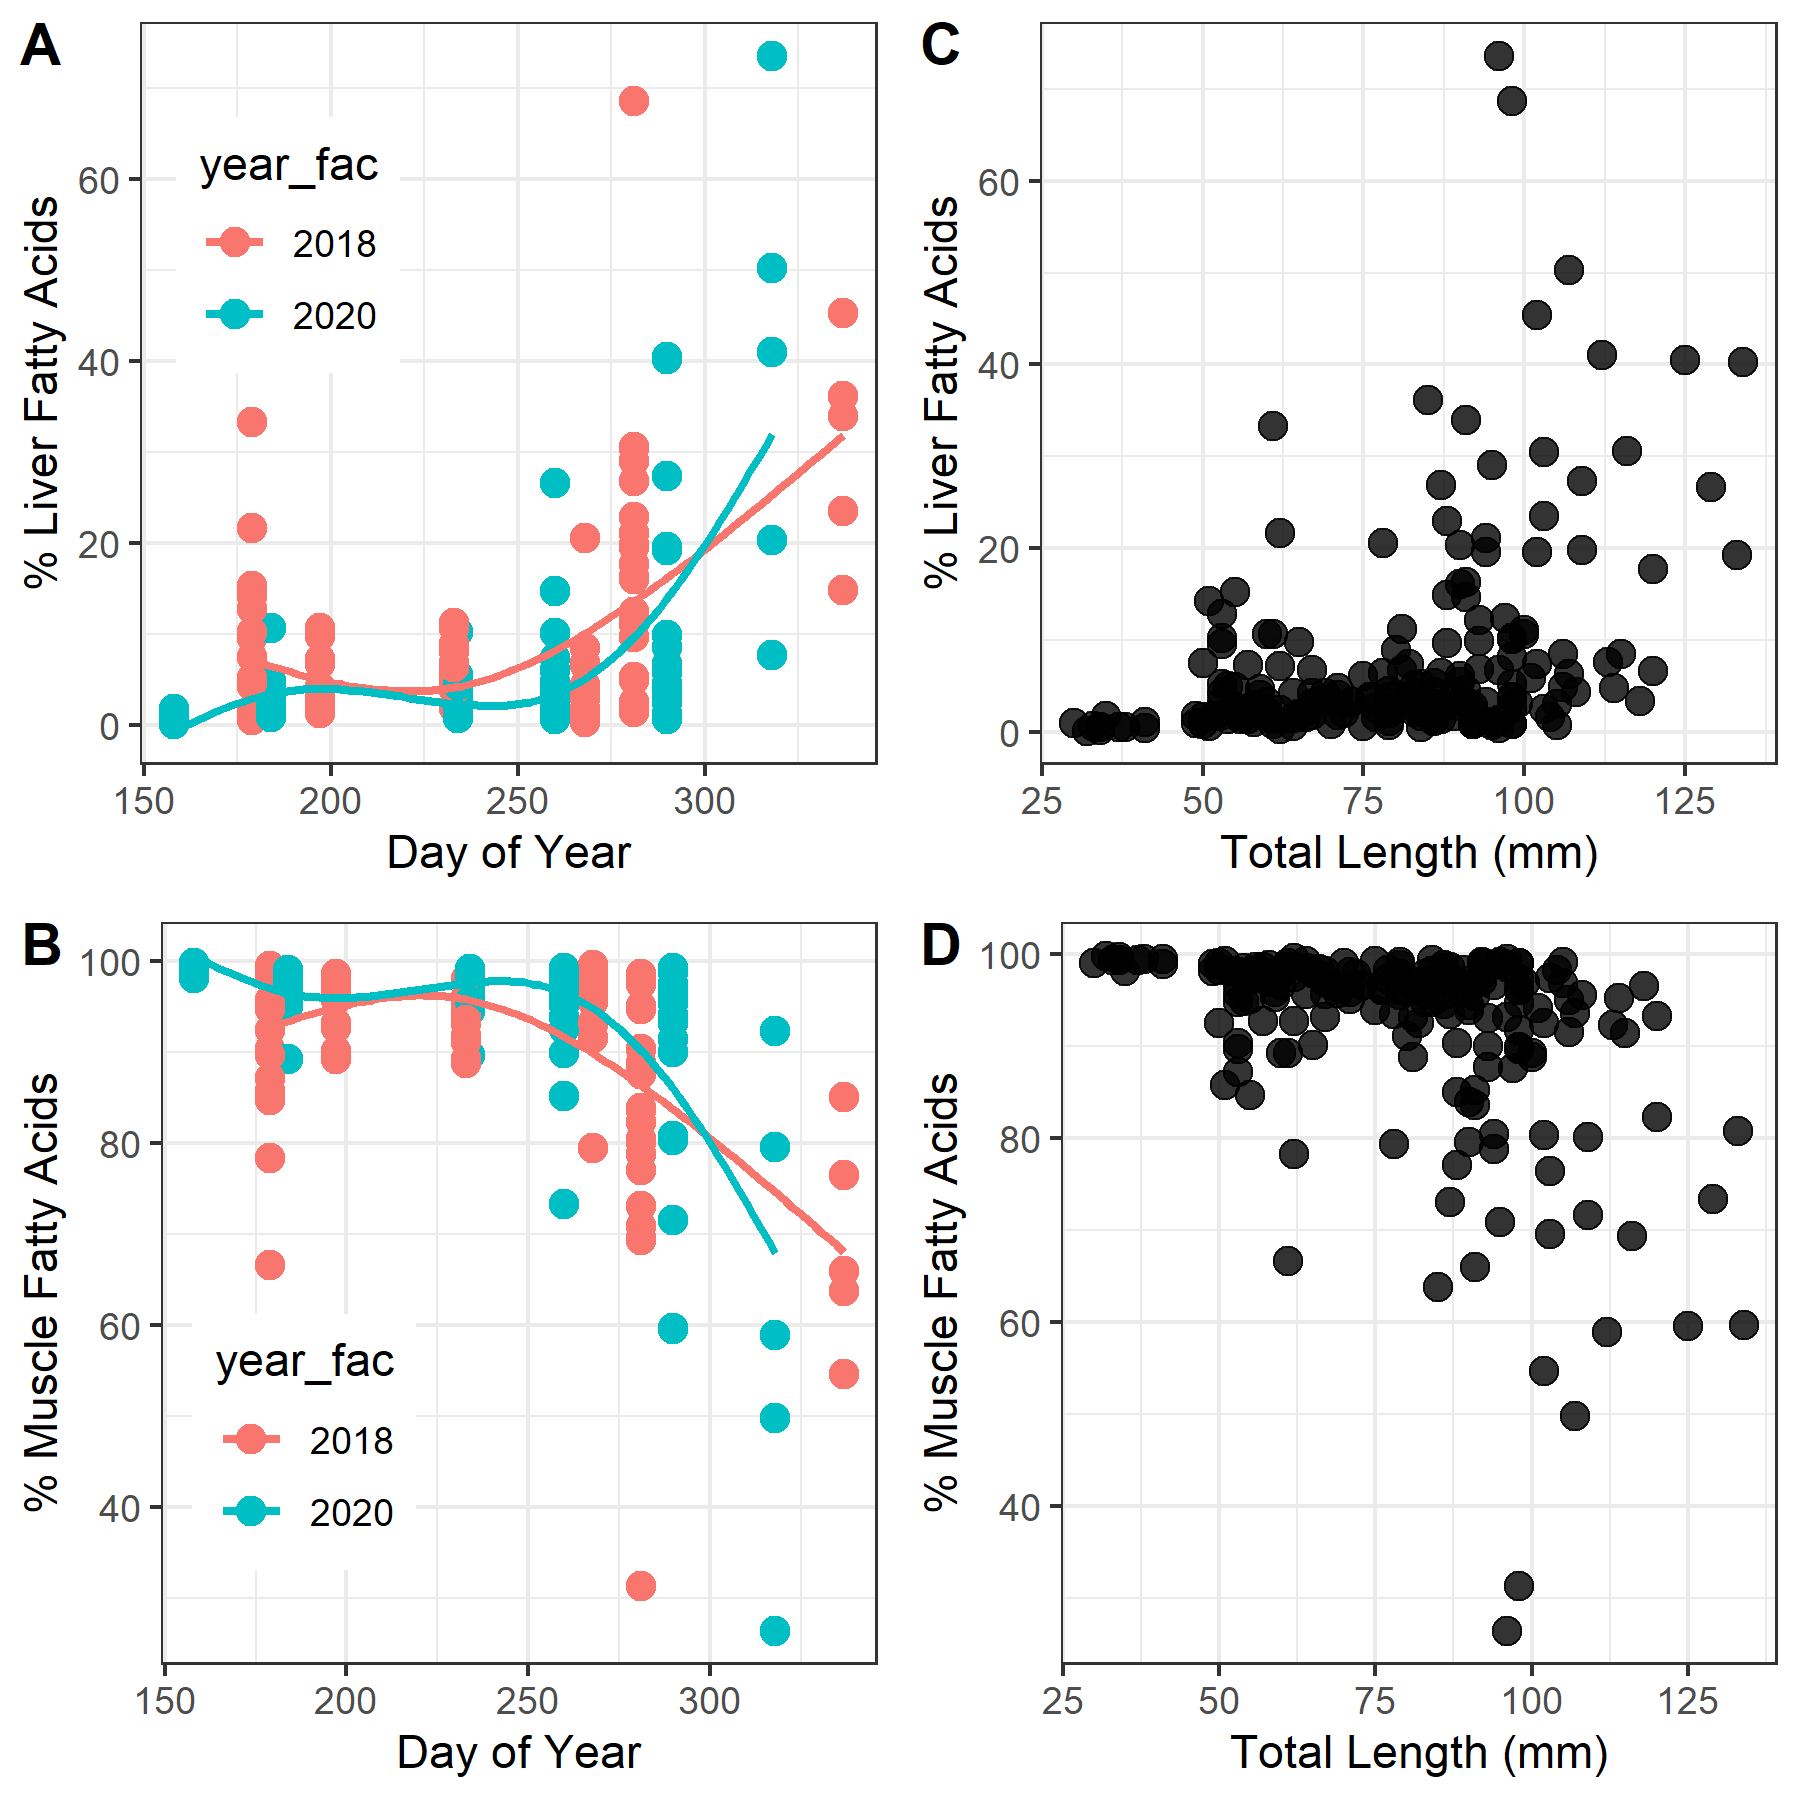 A
% Liver Fatty Acids
60
40
20
0
year_fac
2018
2020
150 200 250 300
Day of Year
C
% Liver Fatty Acids
60
40
20
0
25 50 75 100 125
Total Length (mm)
B
% Muscle Fatty Acids
100
80
60
40
year_fac
2018
2020
150 200 250 300
Day of Year
D
% Muscle Fatty Acids
100
80
60
40
25 50 75 100 125
Total Length (mm)